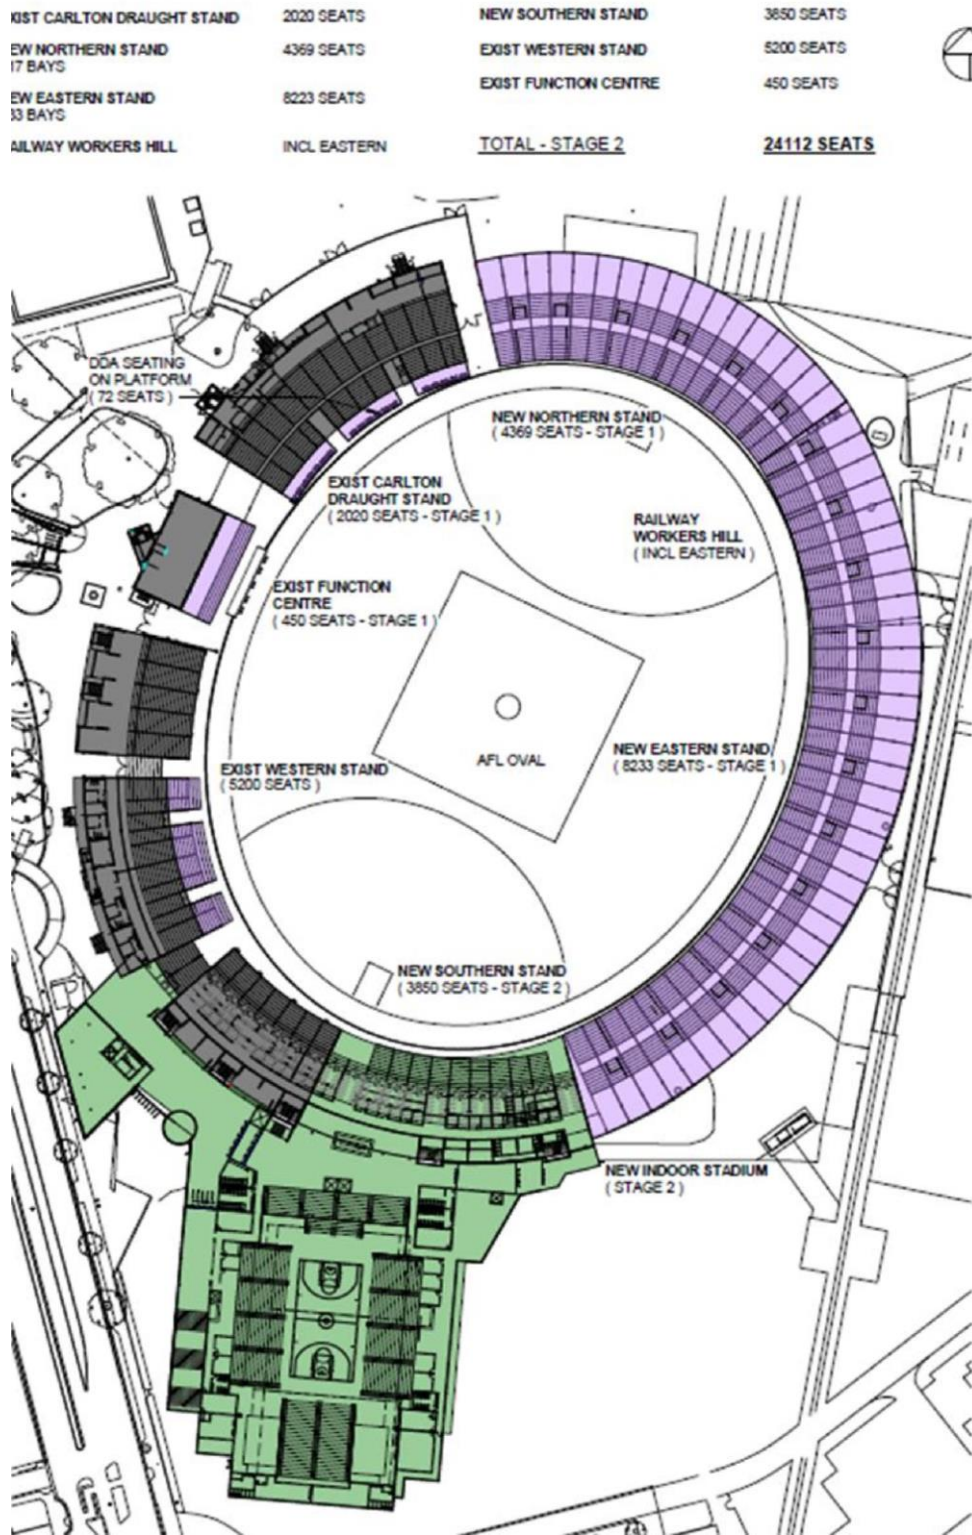 XIST CARLTON DRAUGHT STAND 2020 SEATS
EW NORTHERN STAND 4369 SEATS
17 BAYS
EW EASTERN STAND 8223 SEATS
33 BAYS
AILWAY WORKERS HILL INCL EASTERN
NEW SOUTHERN STAND 3850 SEATS
EXIST WESTERN STAND 5200 SEATS
EXIST FUNCTION CENTRE 450 SEATS
TOTAL - STAGE 2 24112 SEATS
DDA SEATING
ON PLATFORM
( 72 SEATS )
NEW NORTHERN STAND
( 4369 SEATS - STAGE 1 )
EXIST CARLTON
DRAUGHT STAND
( 2020 SEATS - STAGE 1 )
RAILWAY
WORKERS HILL
( INCL EASTERN )
EXIST FUNCTION
CENTRE
( 450 SEATS - STAGE 1 )
AFL OVAL
NEW EASTERN STAND
( 8233 SEATS - STAGE 1 )
EXIST WESTERN STAND
( 5200 SEATS )
NEW SOUTHERN STAND
( 3850 SEATS - STAGE 2 )
NEW INDOOR STADIUM
( STAGE 2 )